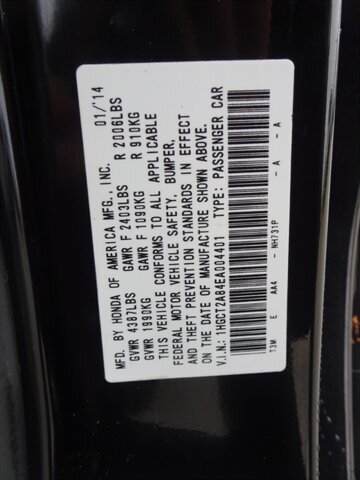 MFD. BY HONDA OF AMERICA MFG., INC. 01/'14
GVWR 4387LBS GAWR F 2403LBS R 2006LBS
GVWR 1990KG GAWR F 1090KG R 910KG
THIS VEHICLE CONFORMS TO ALL APPLICABLE
FEDERAL MOTOR VEHICLE SAFETY, BUMPER,
AND THEFT PREVENTION STANDARDS IN EFFECT
ON THE DATE OF MANUFACTURE SHOWN ABOVE.
V.I.N.: 1HGCT2A84EA004401 TYPE: PASSENGER CAR
T3M E AA4 - NH731P - A - A